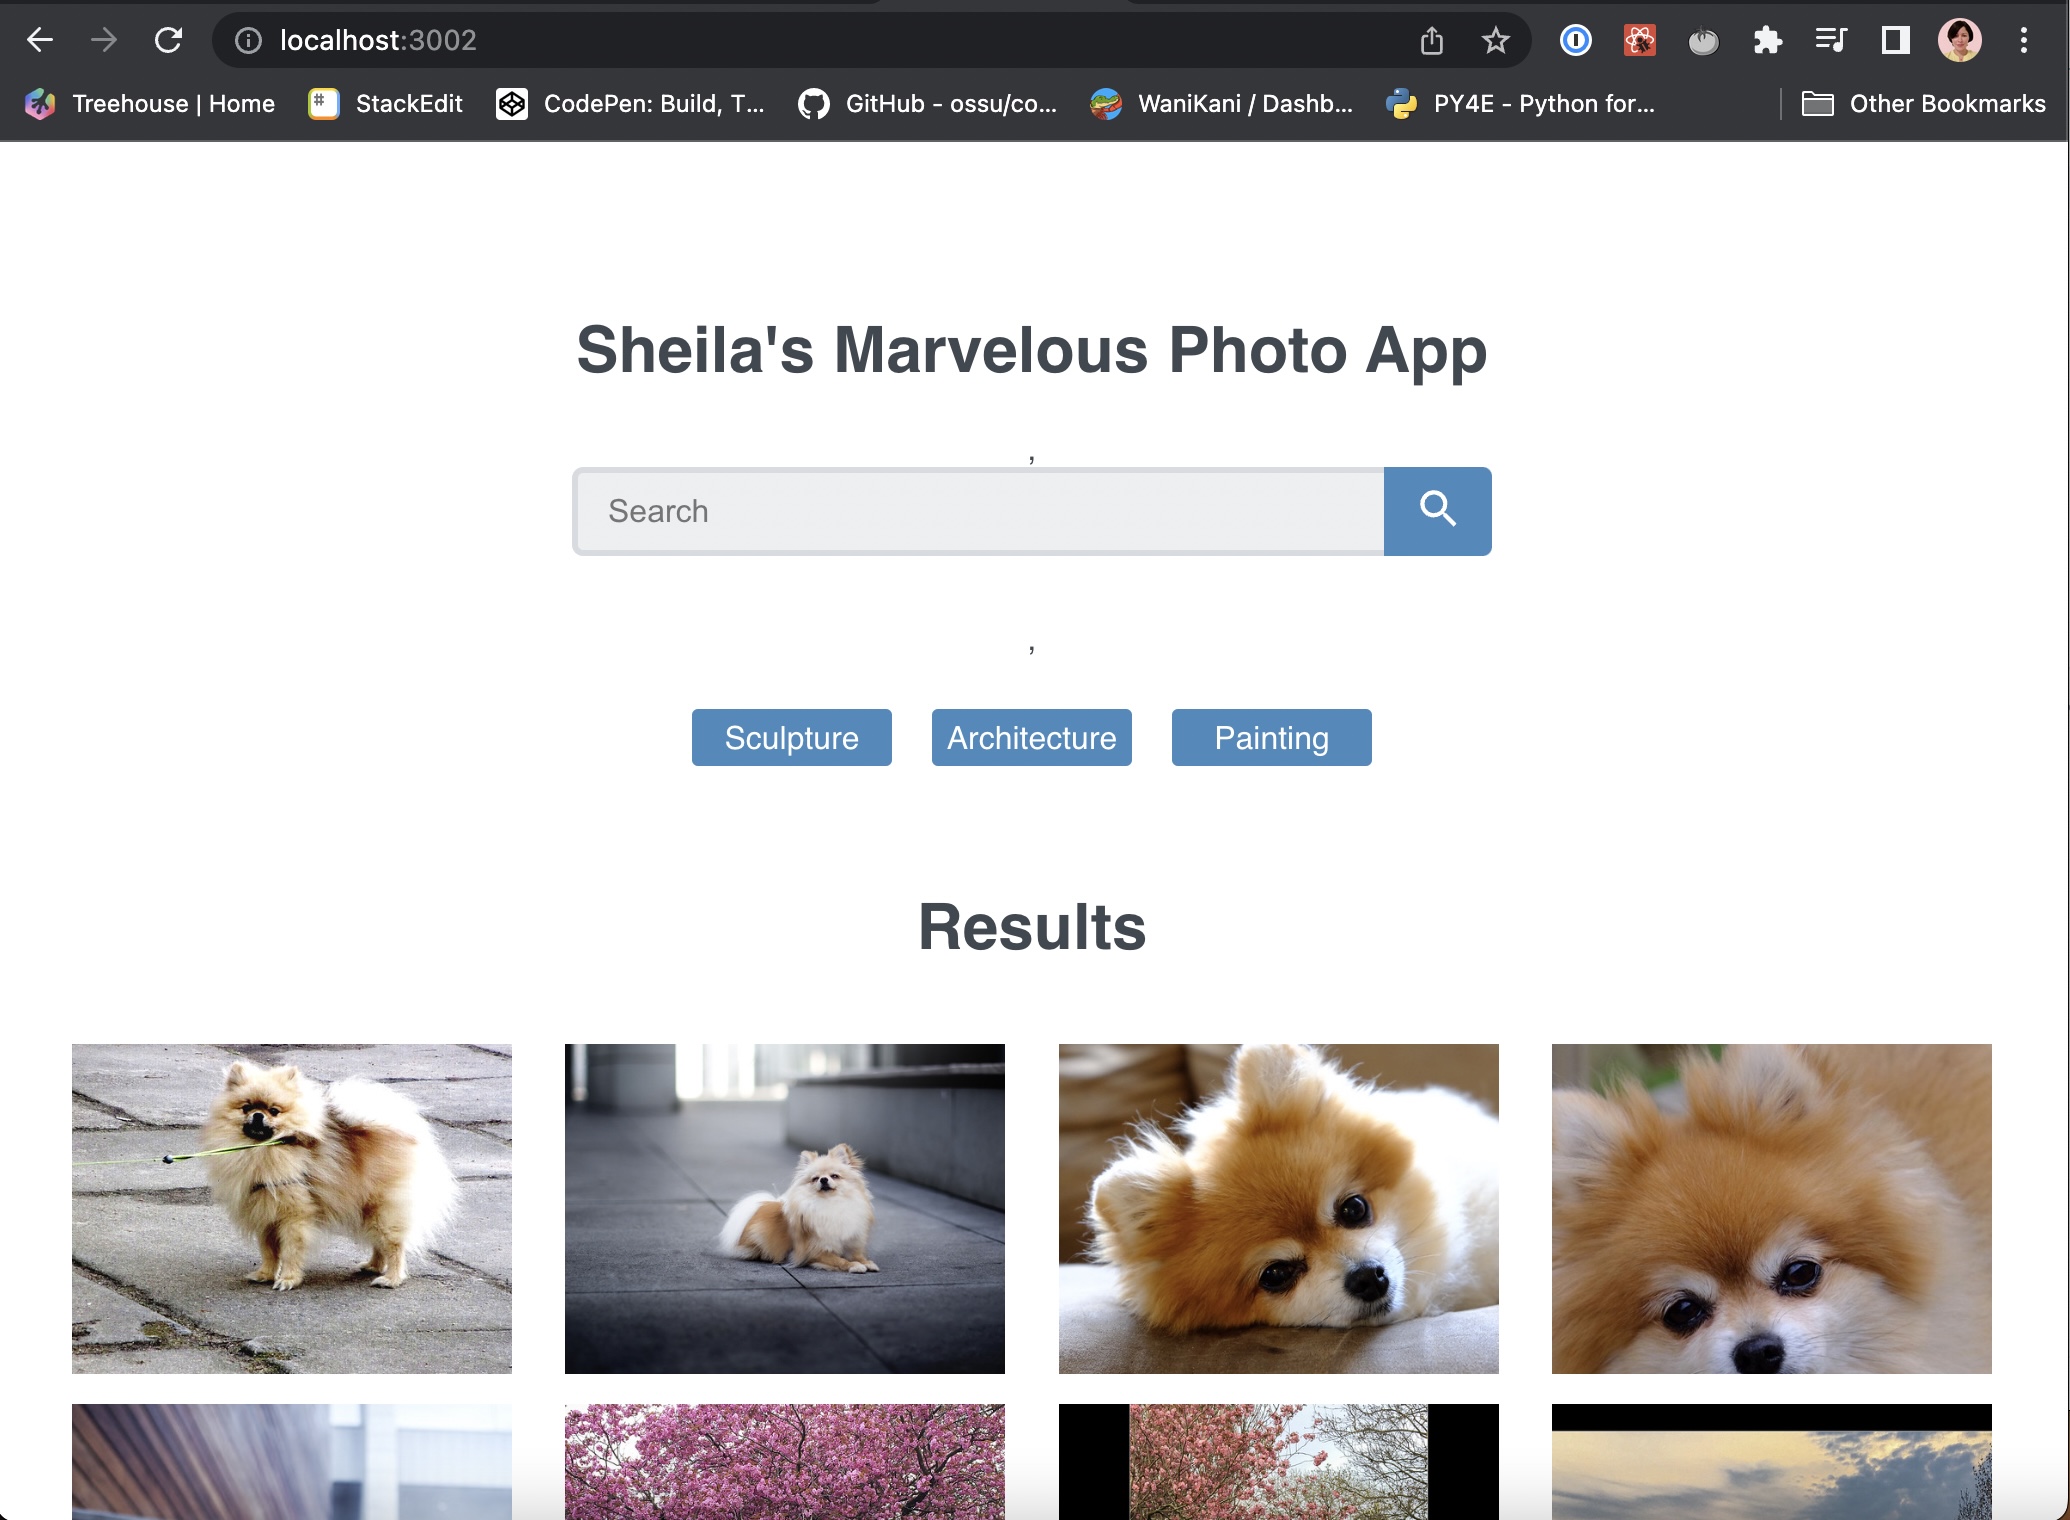 localhost:3002
Treehouse | Home
StackEdit
CodePen: Build, T...
GitHub - ossu/co...
WaniKani / Dashb...
PY4E - Python for...
Other Bookmarks
Sheila's Marvelous Photo App
,
Search
,
Sculpture
Architecture
Painting
Results